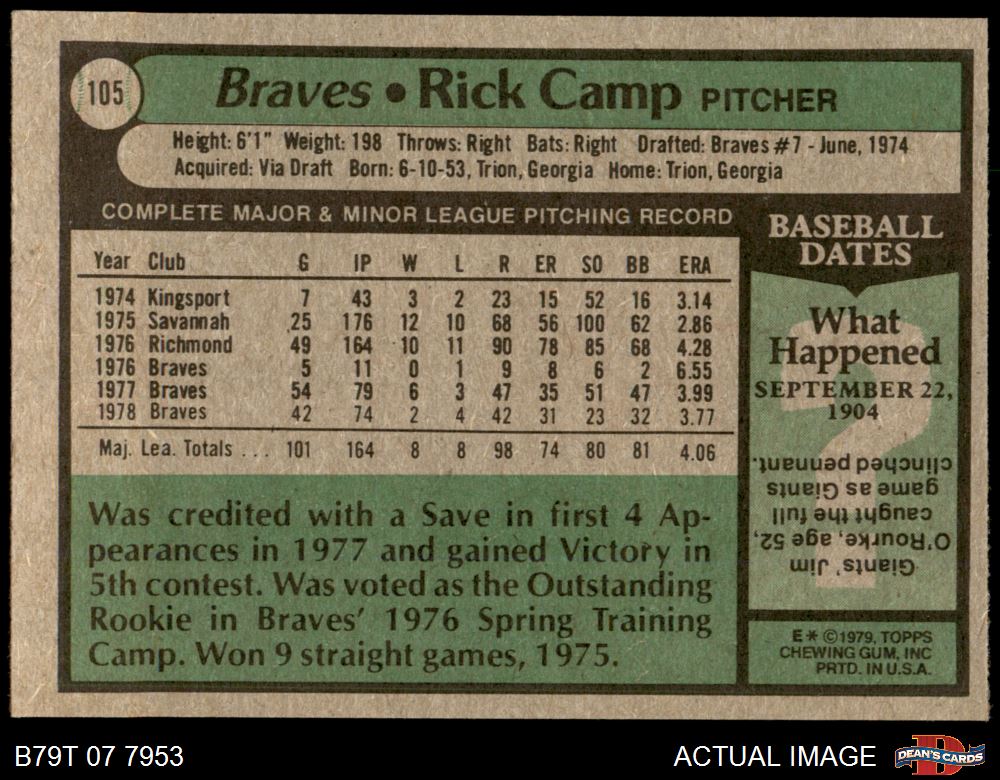 105
Braves • Rick Camp PITCHER
Height: 6'1" Weight: 198 Throws: Right Bats: Right Drafted: Braves #7 - June, 1974
Acquired: Via Draft Born: 6-10-53, Trion, Georgia Home: Trion, Georgia
COMPLETE MAJOR & MINOR LEAGUE PITCHING RECORD
Year Club G IP W L R ER SO BB ERA
1974 Kingsport 7 43 3 2 23 15 52 16 3.14
1975 Savannah 25 176 12 10 68 56 100 62 2.86
1976 Richmond 49 164 10 11 90 78 85 68 4.28
1976 Braves 5 11 0 1 9 8 6 2 6.55
1977 Braves 54 79 6 3 47 35 51 47 3.99
1978 Braves 42 74 2 4 42 31 23 32 3.77
Maj. Lea. Totals ... 101 164 8 8 98 74 80 81 4.06
Was credited with a Save in first 4 Ap-
pearances in 1977 and gained Victory in
5th contest. Was voted as the Outstanding
Rookie in Braves' 1976 Spring Training
Camp. Won 9 straight games, 1975.
BASEBALL
DATES
What
Happened
SEPTEMBER 22,
1904
Giants' Jim
O'Rourke, age 52,
caught the full
game as Giants
clinched pennant.
E * ©1979, TOPPS
CHEWING GUM, INC
PRTD. IN U.S.A.
B79T 07 7953
ACTUAL IMAGE
D
DEAN'S CARDS